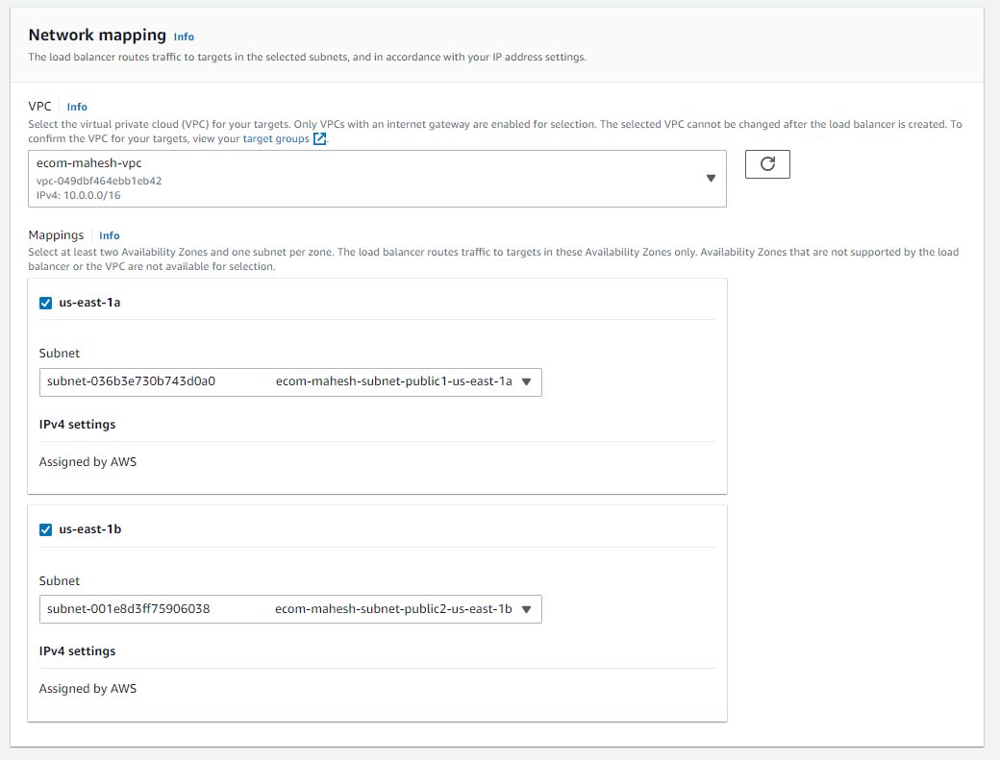 Network mapping Info
The load balancer routes traffic to targets in the selected subnets, and in accordance with your IP address settings.
VPC Info
Select the virtual private cloud (VPC) for your targets. Only VPCs with an internet gateway are enabled for selection. The selected VPC cannot be changed after the load balancer is created. To
confirm the VPC for your targets, view your target groups.
ecom-mahesh-vpc
vpc-049dbf464ebb1eb42
IPv4: 10.0.0.0/16
Mappings Info
Select at least two Availability Zones and one subnet per zone. The load balancer routes traffic to targets in these Availability Zones only. Availability Zones that are not supported by the load
balancer or the VPC are not available for selection.
us-east-1a
Subnet
subnet-036b3e730b743d0a0 ecom-mahesh-subnet-public1-us-east-1a
IPv4 settings
Assigned by AWS
us-east-1b
Subnet
subnet-001e8d3ff75906038 ecom-mahesh-subnet-public2-us-east-1b
IPv4 settings
Assigned by AWS